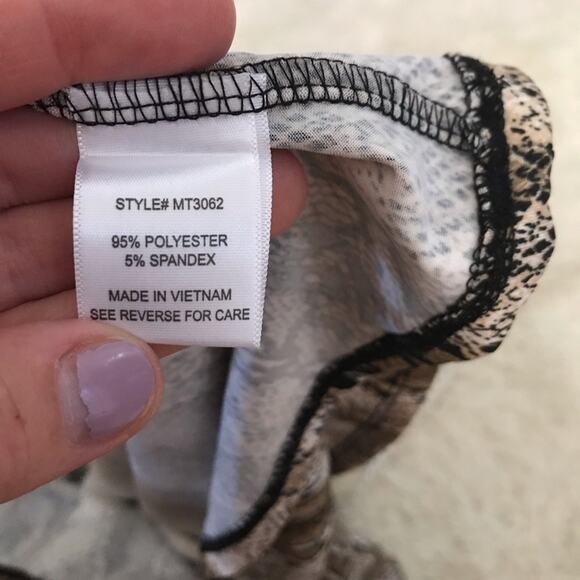 STYLE# MT3062
95% POLYESTER
5% SPANDEX
MADE IN VIETNAM
SEE REVERSE FOR CARE